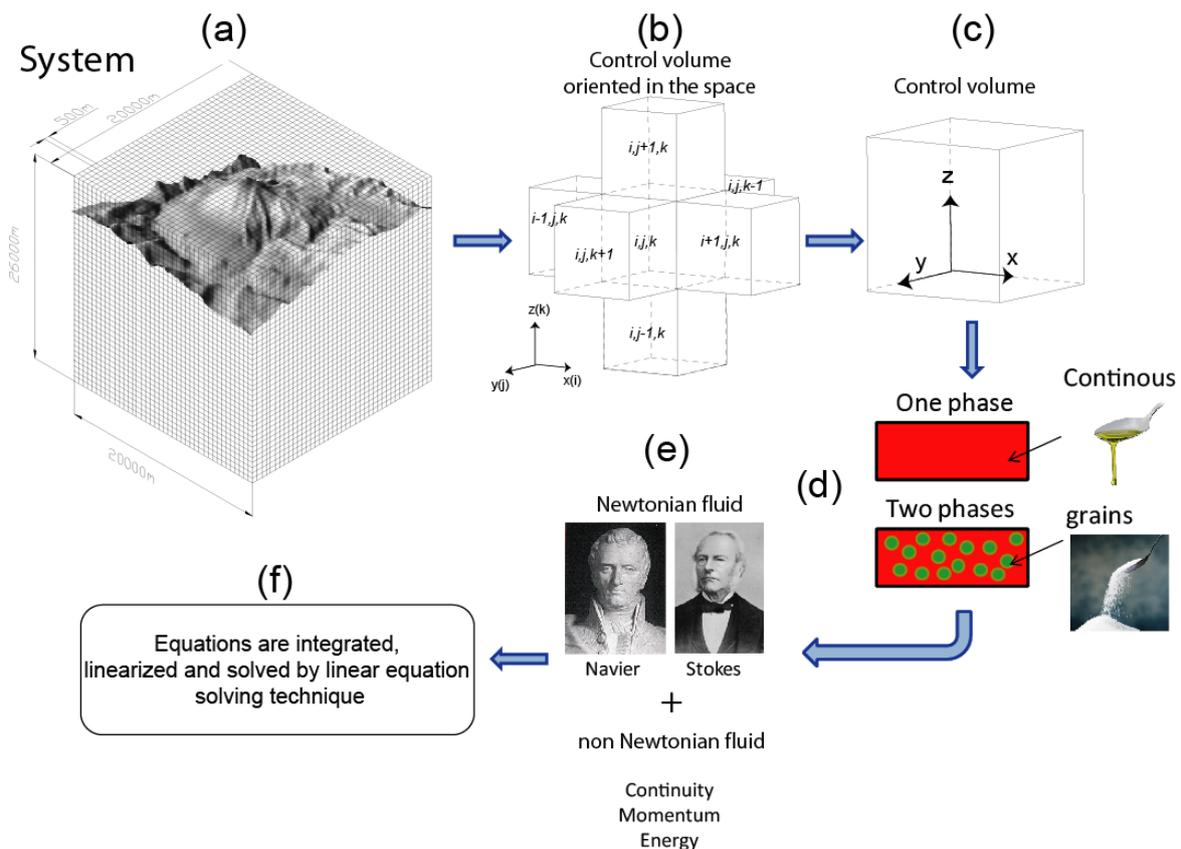 (a)
System
500m
20000m
26000m
20000m
(b)
Control volume
oriented in the space
i,j+1,k
i,j,k-1
i-1,j,k
i,j,k+1
i,j,k
i+1,j,k
i,j-1,k
z(k)
y(j)
x(i)
(c)
Control volume
z
y
x
(d)
One phase
Continous
Two phases
grains
(e)
Newtonian fluid
Navier
Stokes
+
non Newtonian fluid
Continuity
Momentum
Energy
(f)
Equations are integrated,
linearized and solved by linear equation
solving technique